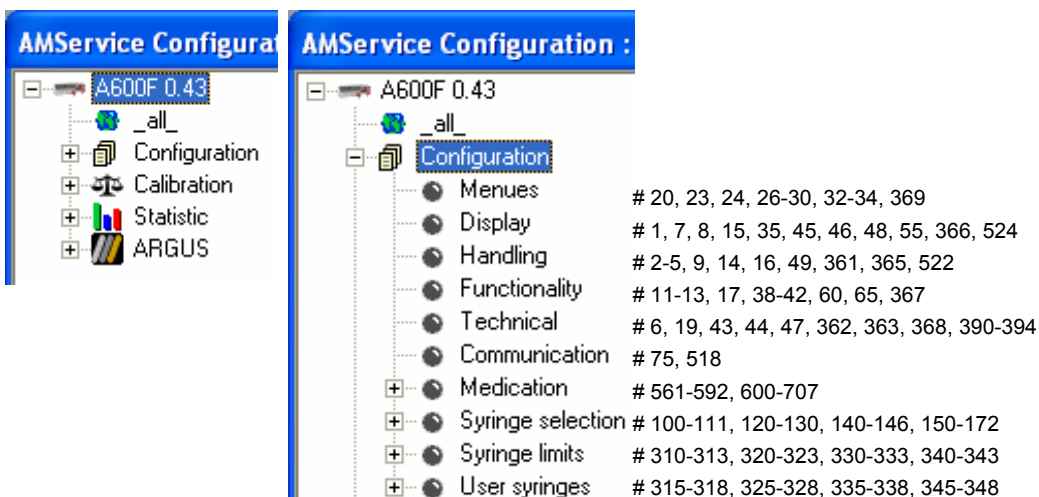 AMService Configurat
A600F 0.43
_all_
Configuration
Calibration
Statistic
ARGUS
AMService Configuration :
A600F 0.43
_all_
Configuration
Menues # 20, 23, 24, 26-30, 32-34, 369
Display # 1, 7, 8, 15, 35, 45, 46, 48, 55, 366, 524
Handling # 2-5, 9, 14, 16, 49, 361, 365, 522
Functionality # 11-13, 17, 38-42, 60, 65, 367
Technical # 6, 19, 43, 44, 47, 362, 363, 368, 390-394
Communication # 75, 518
Medication # 561-592, 600-707
Syringe selection # 100-111, 120-130, 140-146, 150-172
Syringe limits # 310-313, 320-323, 330-333, 340-343
User syringes # 315-318, 325-328, 335-338, 345-348